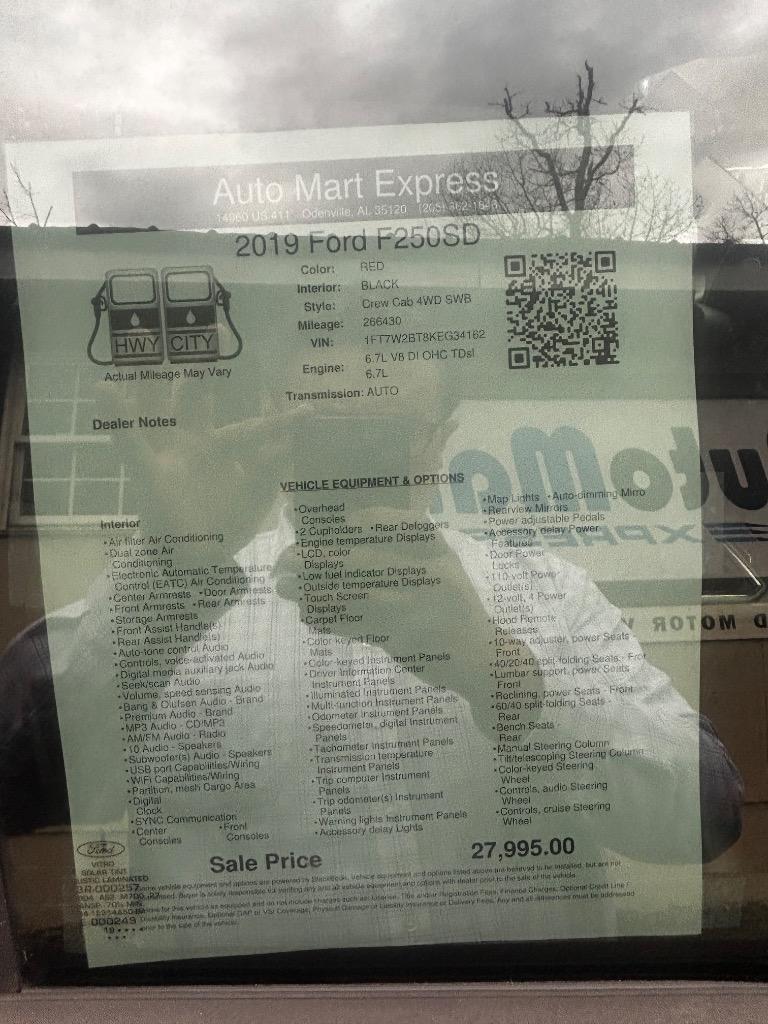 Auto Mart Express
14960 US 411 Odenville, AL 35120
2019 Ford F250SD
Color: RED
Interior: BLACK
Style: Crew Cab 4WD SWB
Mileage: 266430
VIN: 1FT7W2BT8KEG34162
Engine: 6.7L V8 DI OHC TDsl
6.7L
Transmission: AUTO
HWY CITY
Actual Mileage May Vary
Dealer Notes
VEHICLE EQUIPMENT & OPTIONS
Interior
•Air filter Air Conditioning
•Dual zone Air
Conditioning
•Electronic Automatic Temperature
Control (EATC) Air Conditioning
•Center Armrests •Door Armrests
•Front Armrests •Rear Armrests
•Storage Armrests
•Front Assist Handle(s)
•Rear Assist Handle(s)
•Auto-tone control Audio
•Controls, voice-activated Audio
•Digital media auxiliary jack Audio
•Seek/scan Audio
•Volume, speed sensing Audio
•Bang & Olufsen Audio - Brand
•Premium Audio - Brand
•MP3 Audio - CD/MP3
•AM/FM Audio - Radio
•10 Audio - Speakers
•Subwoofer(s) Audio - Speakers
•USB port Capabilities/Wiring
•WiFi Capabilities/Wiring
•Partition, mesh Cargo Area
•Digital
Clock
•SYNC Communication
•Center •Front
Consoles Consoles
•Overhead
Consoles
•2 Cupholders •Rear Defoggers
•Engine temperature Displays
•LCD, color
Displays
•Low fuel indicator Displays
•Outside temperature Displays
•Touch Screen
Displays
•Carpet Floor
Mats
•Color-keyed Floor
Mats
•Color-keyed Instrument Panels
•Driver Information Center
Instrument Panels
•Illuminated Instrument Panels
•Multi-function Instrument Panels
•Odometer Instrument Panels
•Speedometer, digital Instrument
Panels
•Tachometer Instrument Panels
•Transmission temperature
Instrument Panels
•Trip computer Instrument
Panels
•Trip odometer(s) Instrument
Panels
•Warning lights Instrument Panels
•Accessory delay Lights
•Map Lights •Auto-dimming Mirro
•Rearview Mirrors
•Power adjustable Pedals
•Accessory delay Power
Features
•Door Power
Locks
•110-volt Power
Outlet(s)
•12-volt, 4 Power
Outlet(s)
•Hood Remote
Releases
•10-way adjuster, power Seats -
Front
•40/20/40 split-folding Seats - Fror
•Lumbar support, power Seats -
Front
•Reclining, power Seats - Front
•60/40 split-folding Seats -
Rear
•Bench Seats -
Rear
•Manual Steering Column
•Tilt/telescoping Steering Column
•Color-keyed Steering
Wheel
•Controls, audio Steering
Wheel
•Controls, cruise Steering
Wheel
Sale Price 27,995.00
Ford
VITRO
SOLAR TINT
LAMINATED
000249